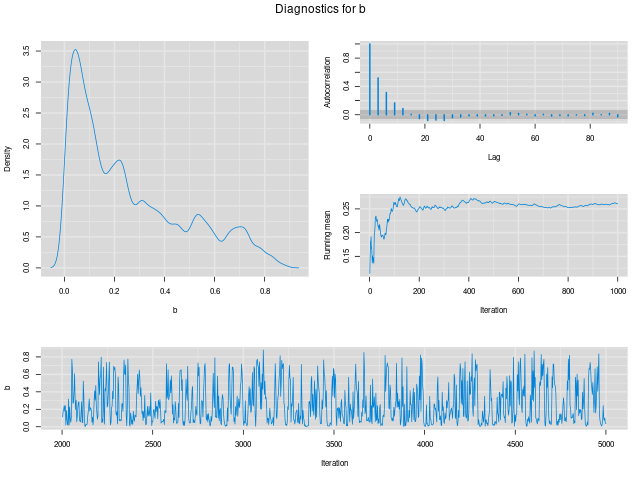 Diagnostics for b
Density
3.5
3.0
2.5
2.0
1.5
1.0
0.5
0.0
0.0 0.2 0.4 0.6 0.8
b
Autocorrelation
0.8
0.4
0.0
0 20 40 60 80
Lag
Running mean
0.25
0.20
0.15
0 200 400 600 800 1000
Iteration
b
0.8
0.6
0.4
0.2
0.0
2000 2500 3000 3500 4000 4500 5000
Iteration